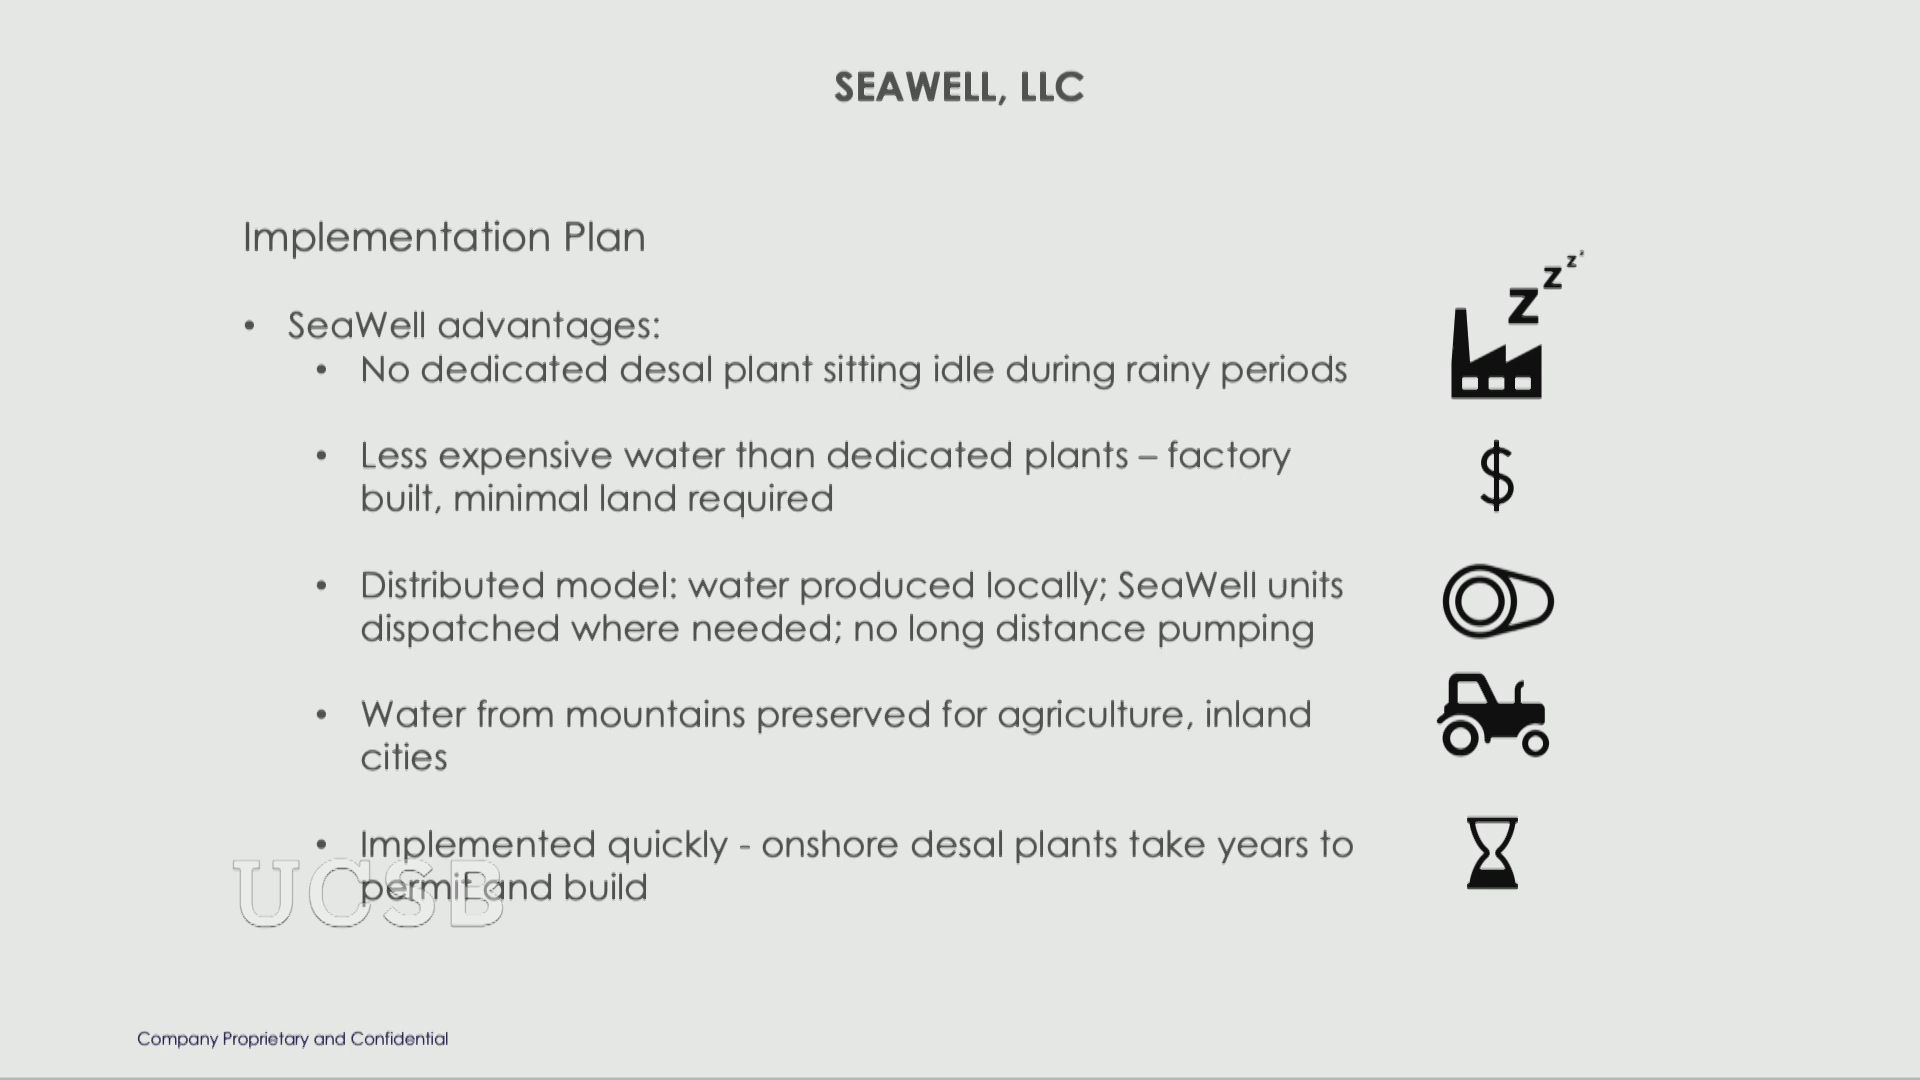 SEAWELL, LLC
Implementation Plan
• SeaWell advantages:
• No dedicated desal plant sitting idle during rainy periods
• Less expensive water than dedicated plants – factory
built, minimal land required
• Distributed model: water produced locally; SeaWell units
dispatched where needed; no long distance pumping
• Water from mountains preserved for agriculture, inland
cities
• Implemented quickly - onshore desal plants take years to
permit and build
z z z z
$
UCSB
Company Proprietary and Confidential